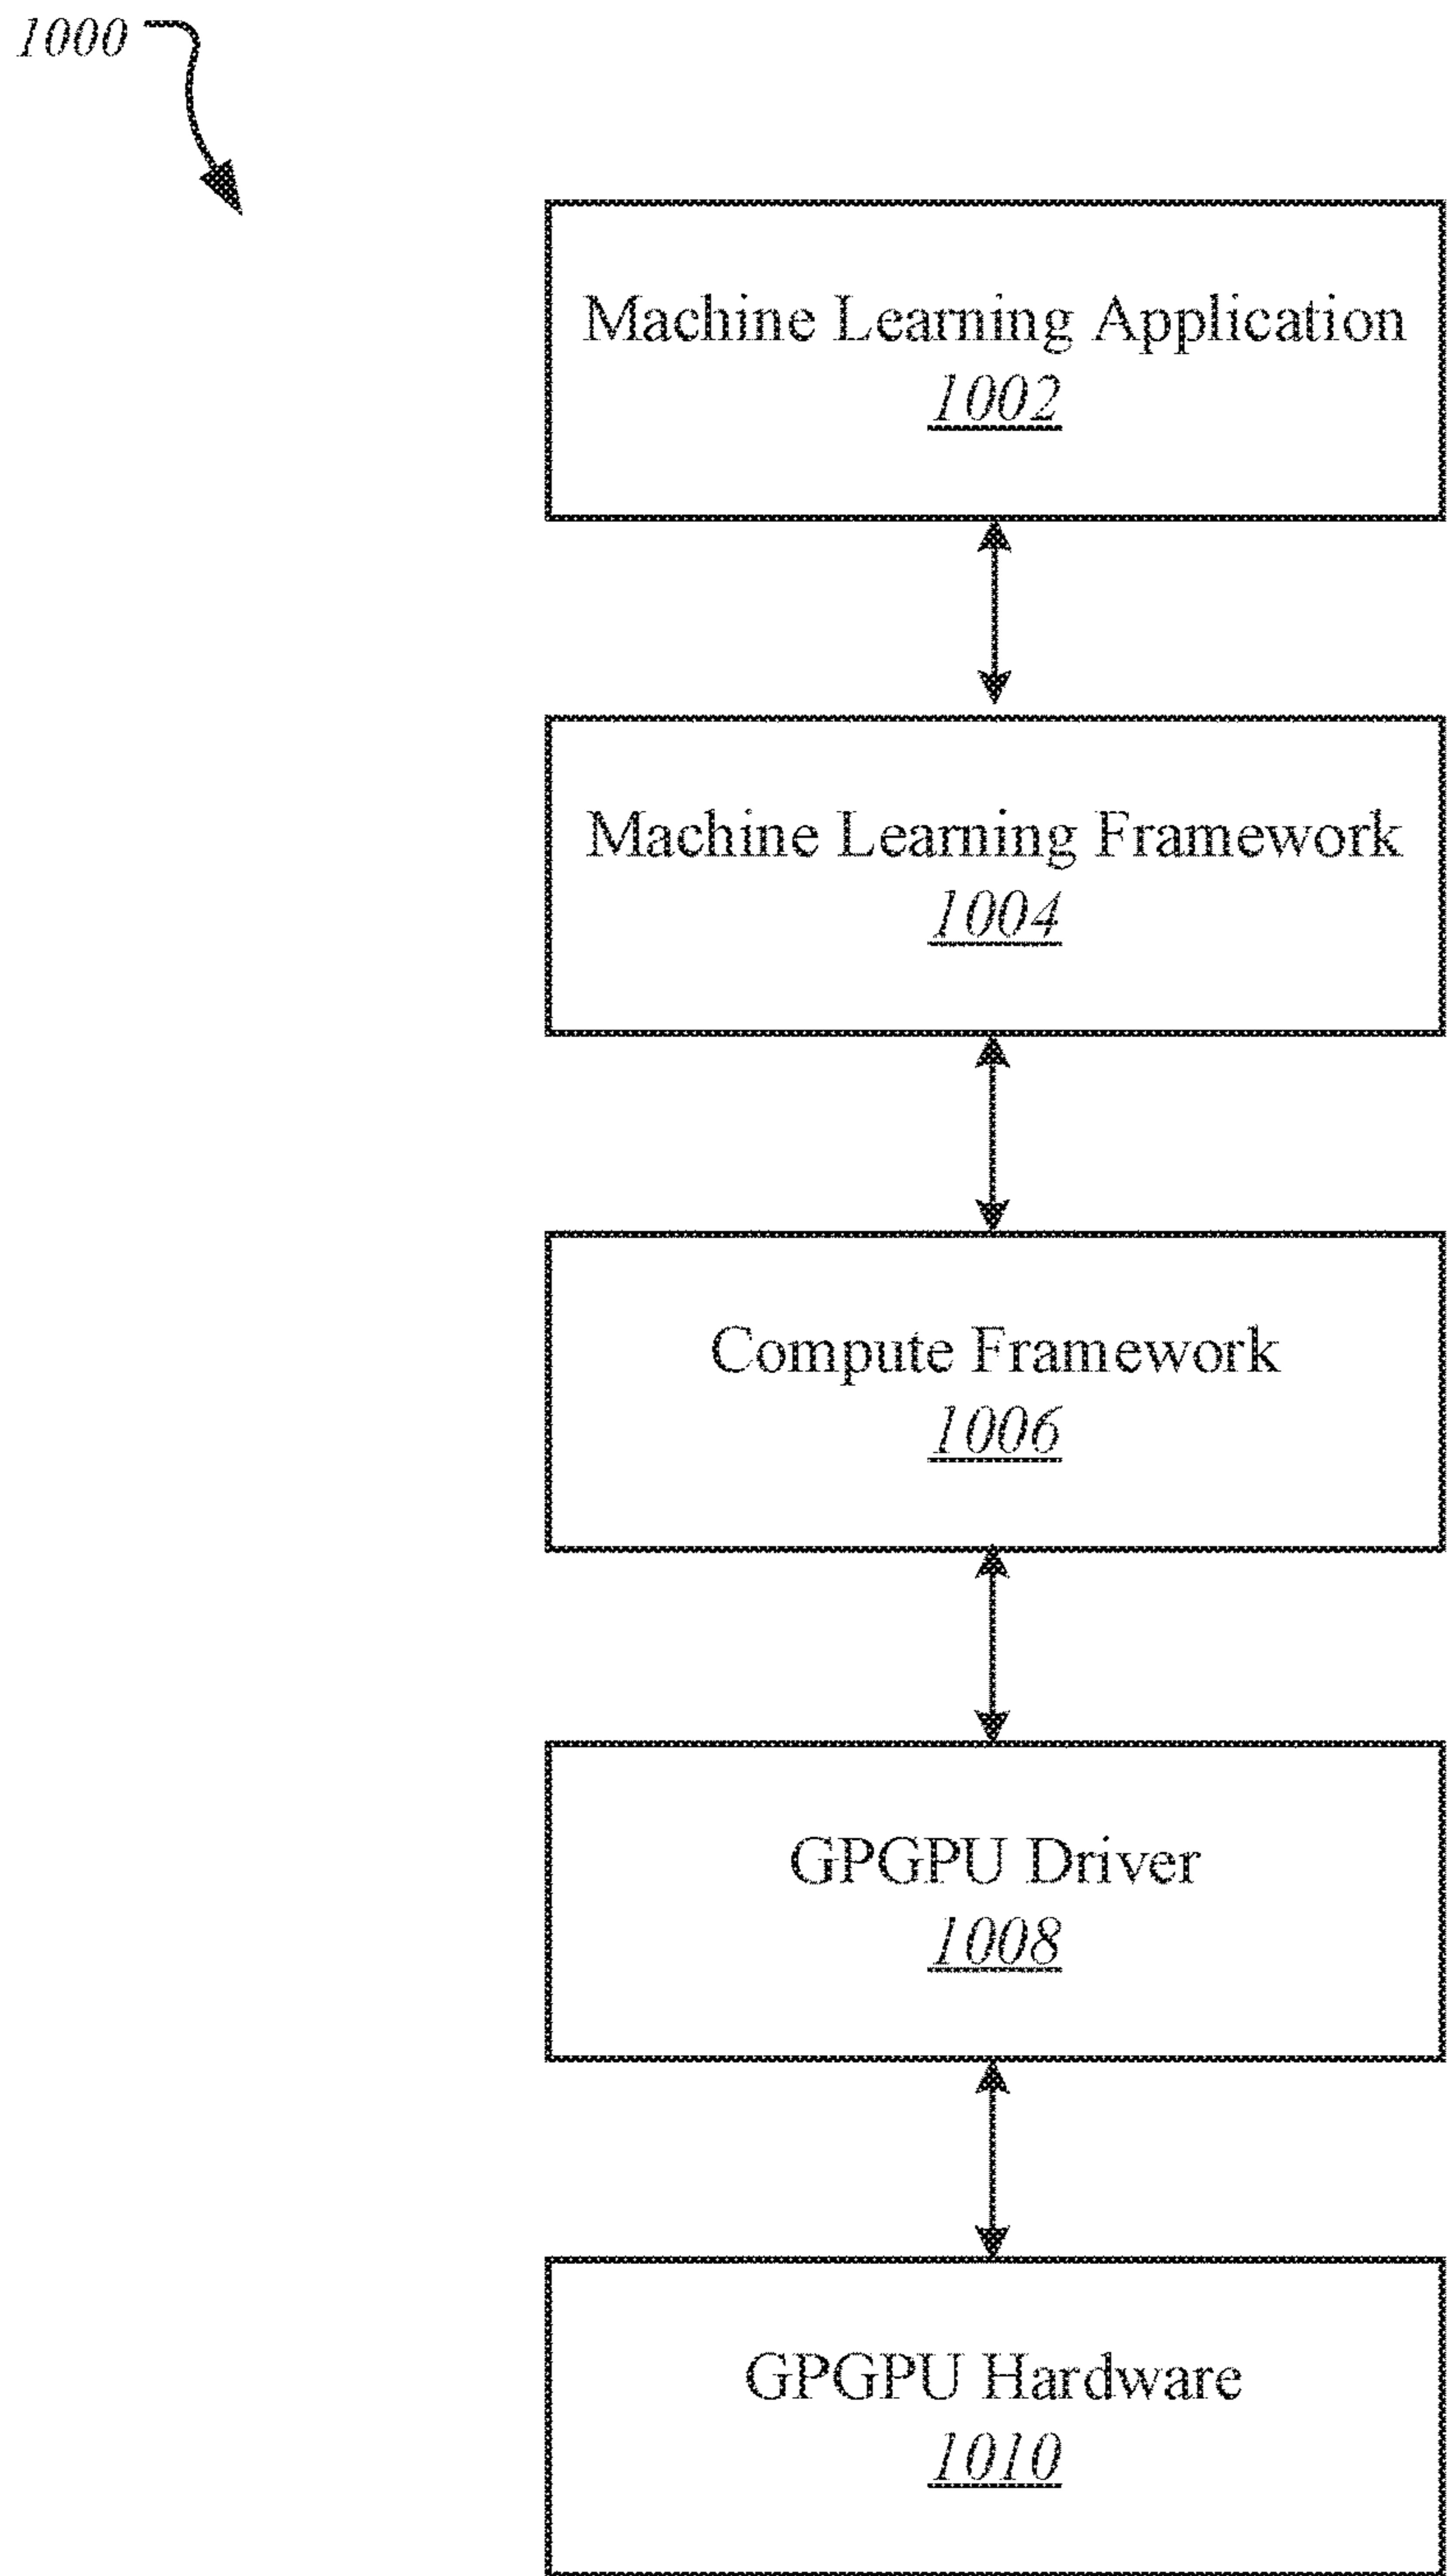 1000
Machine Learning Application
1002
Machine Learning Framework
1004
Compute Framework
1006
GPGPU Driver
1008
GPGPU Hardware
1010